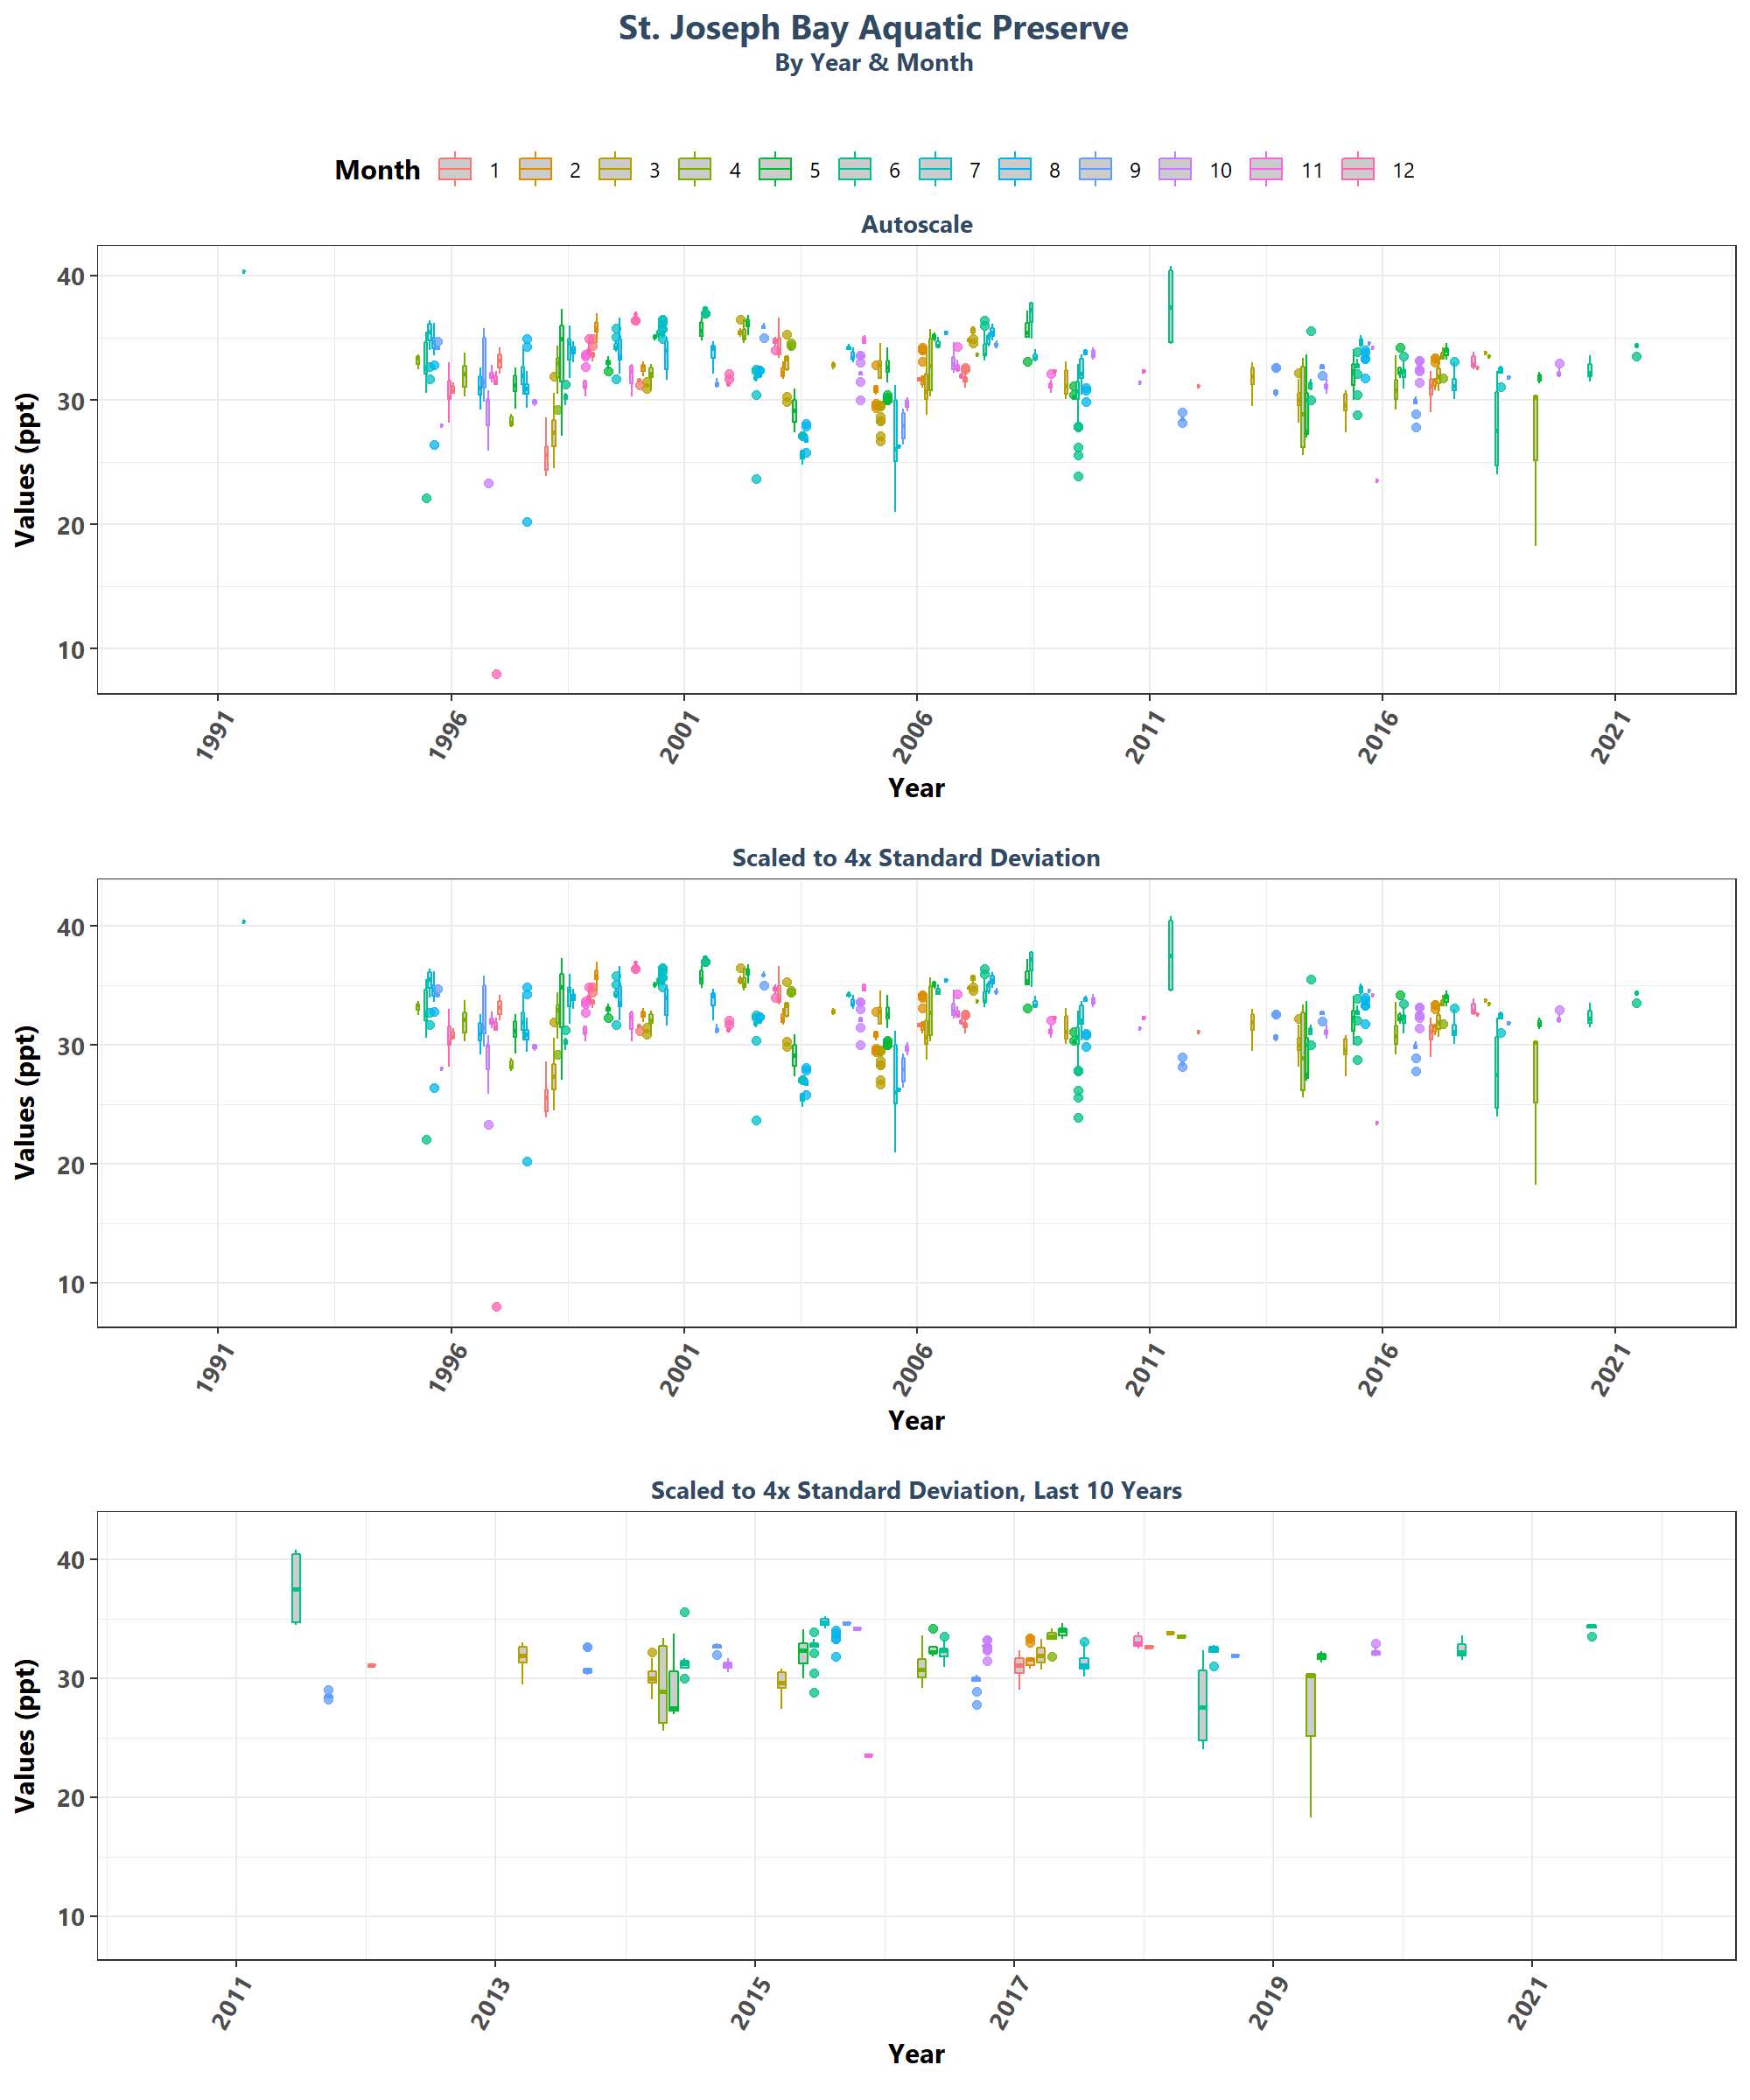 St. Joseph Bay Aquatic Preserve
By Year & Month
Month 1 2 3 4 5 6 7 8 9 10 11 12
Autoscale
Values (ppt)
40
30
20
10
1991 1996 2001 2006 2011 2016 2021
Year
Scaled to 4x Standard Deviation
Values (ppt)
40
30
20
10
1991 1996 2001 2006 2011 2016 2021
Year
Scaled to 4x Standard Deviation, Last 10 Years
Values (ppt)
40
30
20
10
2011 2013 2015 2017 2019 2021
Year